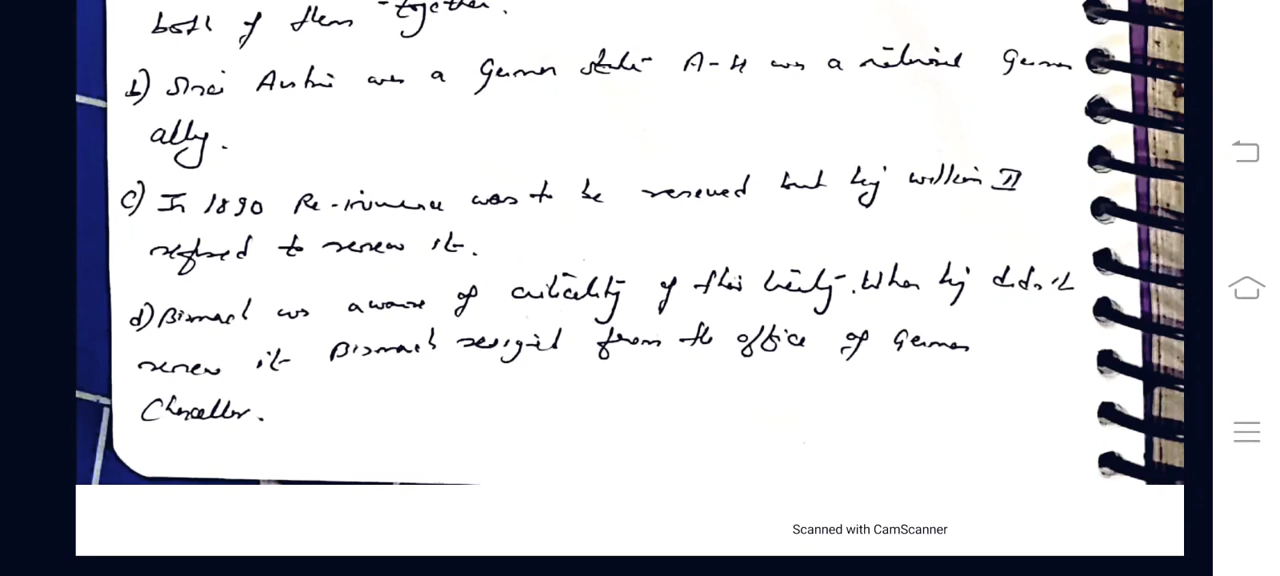 both of them together.
b) Since Austria was a German state A-H was a natural German
ally.
c) In 1890 Re-insurance was to be renewed but Kg William II
refused to renew it.
d) Bismarck was aware of criticality of this treaty. When Kg didn't
renew it Bismarck resigned from the office of German
Chancellor.
Scanned with CamScanner